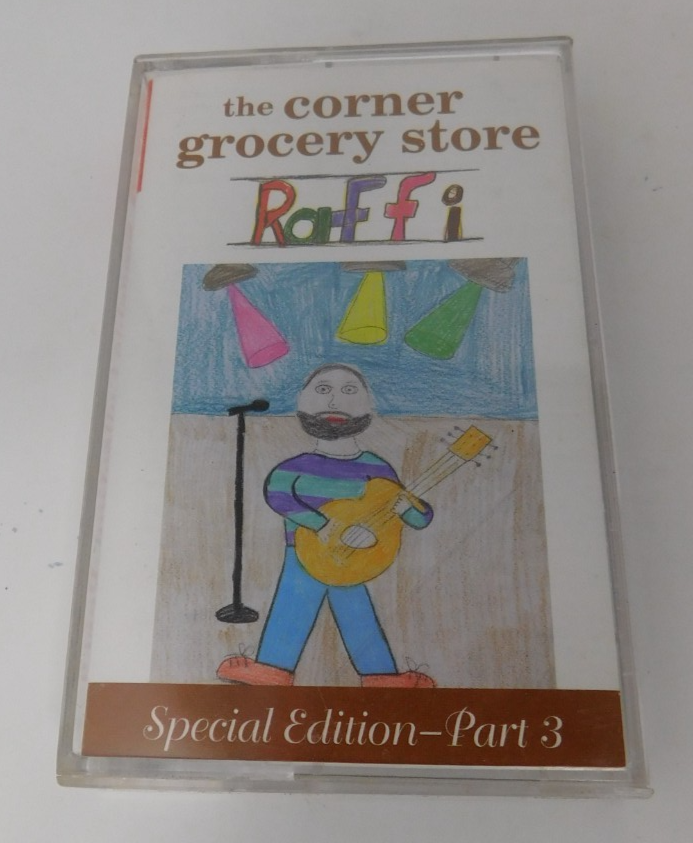 the corner
grocery store
Raffi
Special Edition–Part 3